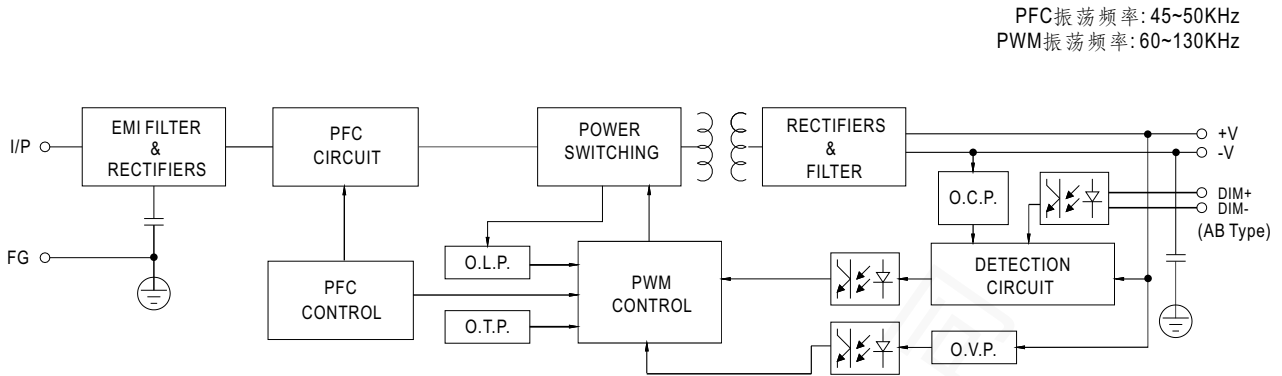 PFC振荡频率: 45~50KHz
PWM振荡频率: 60~130KHz
I/P
EMI FILTER
&
RECTIFIERS
PFC
CIRCUIT
POWER
SWITCHING
RECTIFIERS
&
FILTER
+V
-V
O.C.P.
DIM+
DIM-
(AB Type)
FG
O.L.P.
PFC
CONTROL
PWM
CONTROL
DETECTION
CIRCUIT
O.T.P.
O.V.P.